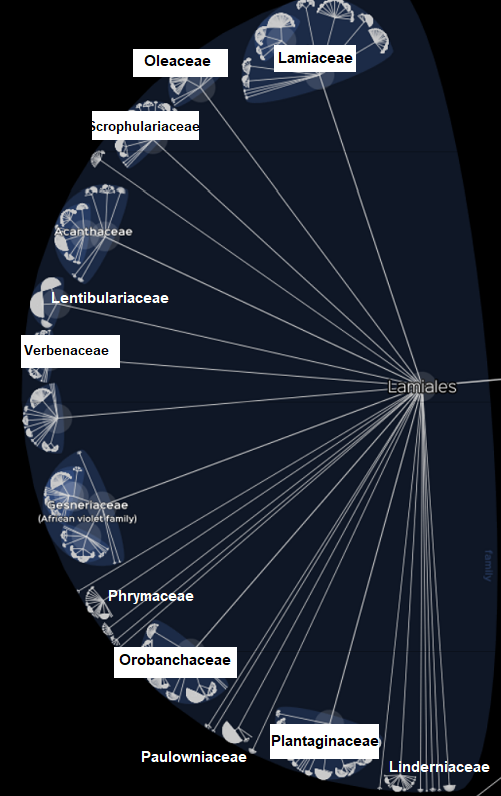 Lamiaceae
Oleaceae
Scrophulariaceae
Acanthaceae
Lentibulariaceae
Verbenaceae
Lamiales
Gesneriaceae
(African violet family)
family
Phrymaceae
Orobanchaceae
Plantaginaceae
Paulowniaceae
Linderniaceae